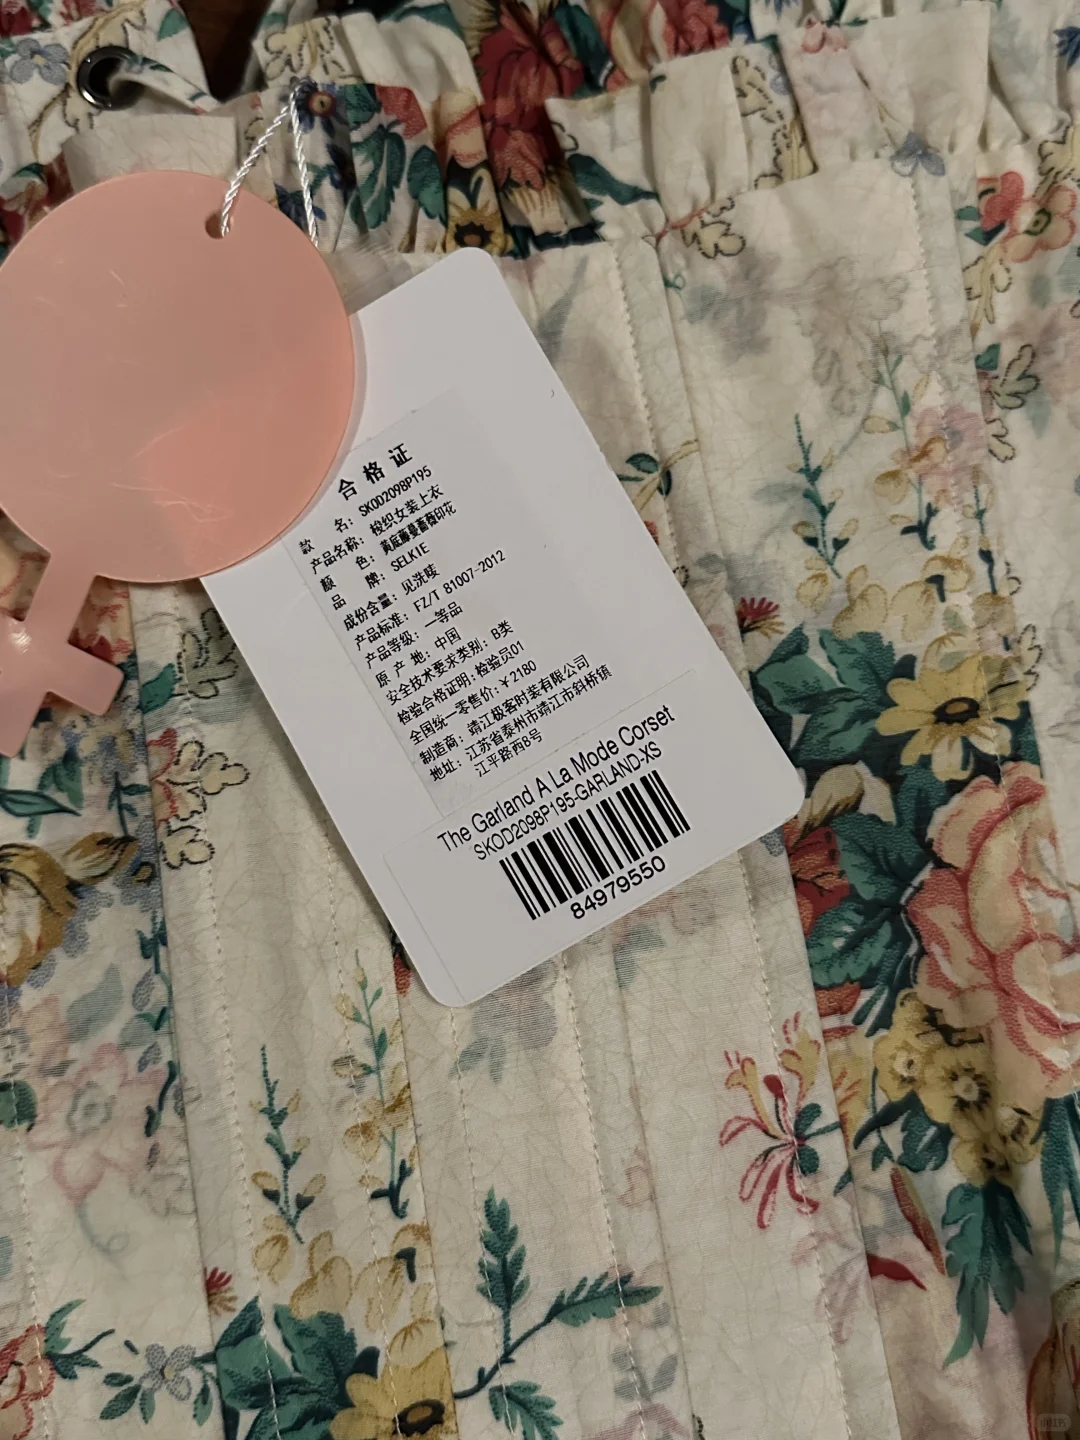 合格证
款 名: SKOD2098P195
产品名称: 梭织女装上衣
颜 色: 黄底藤蔓蔷薇印花
品 牌: SELKIE
成份含量: 见洗唛
产品标准: FZ/T 81007-2012
产品等级: 一等品
原 产 地: 中国
安全技术要求类别: B类
检验合格证明: 检验员01
全国统一零售价: ¥2180
制造商: 靖江极客时装有限公司
地址: 江苏省泰州市靖江市斜桥镇
江平路西8号
The Garland A La Mode Corset
SKOD2098P195-GARLAND-XS
84979550
小红书